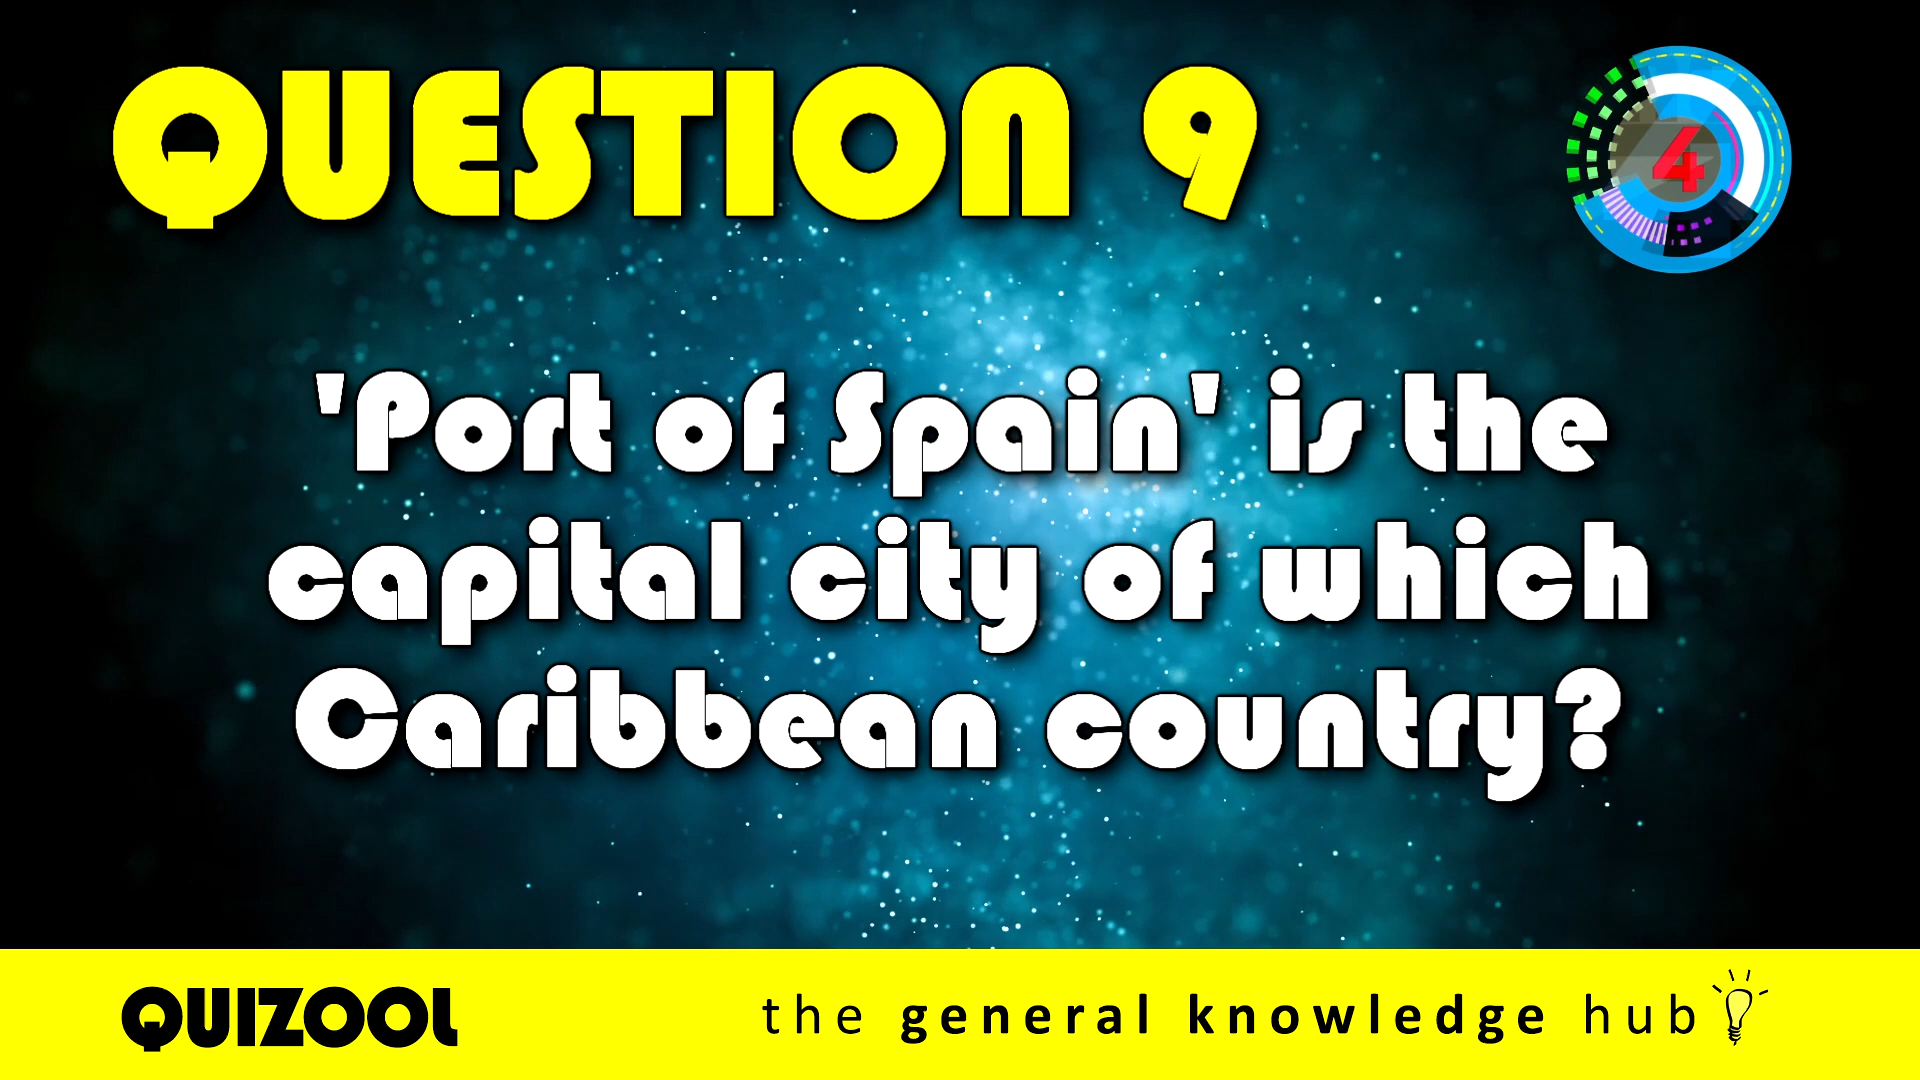 QUESTION 9
4
'Port of Spain' is the
capital city of which
Caribbean country?
QUIZOOL
the general knowledge hub